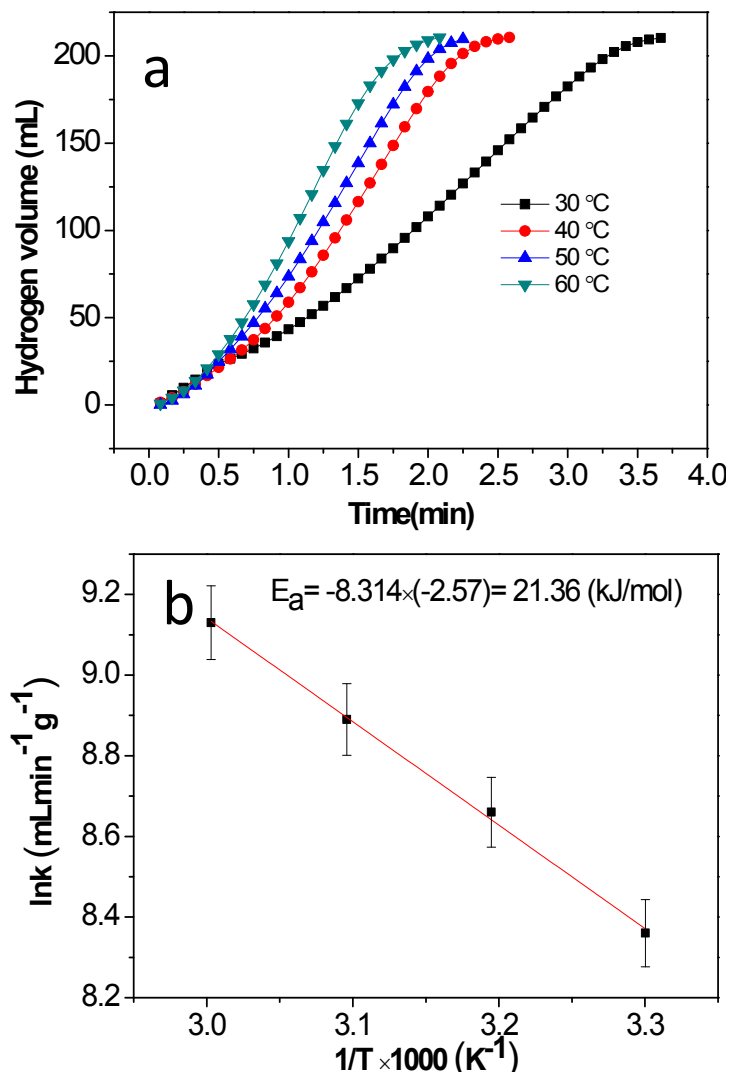 a
200
150
100
50
0
Hydrogen volume (mL)
30 °C
40 °C
50 °C
60 °C
0.0 0.5 1.0 1.5 2.0 2.5 3.0 3.5 4.0
Time(min)
b
Eₐ= -8.314×(-2.57)= 21.36 (kJ/mol)
9.2
9.0
8.8
8.6
8.4
8.2
lnk (mLmin⁻¹ g⁻¹)
3.0 3.1 3.2 3.3
1/T ×1000 (K⁻¹)